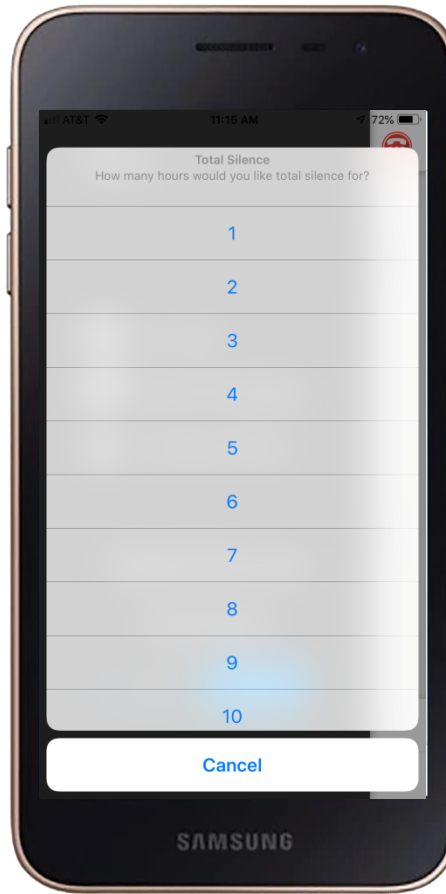 AT&T 11:15 AM 72%
Total Silence
How many hours would you like total silence for?
1
2
3
4
5
6
7
8
9
10
Cancel
SAMSUNG